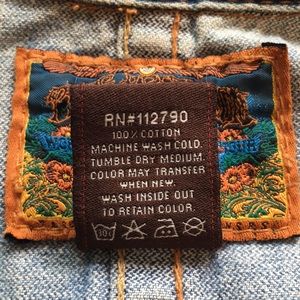 RN#112790
100% COTTON
MACHINE WASH COLD.
TUMBLE DRY MEDIUM.
COLOR MAY TRANSFER
WHEN NEW.
WASH INSIDE OUT
TO RETAIN COLOR.
30°